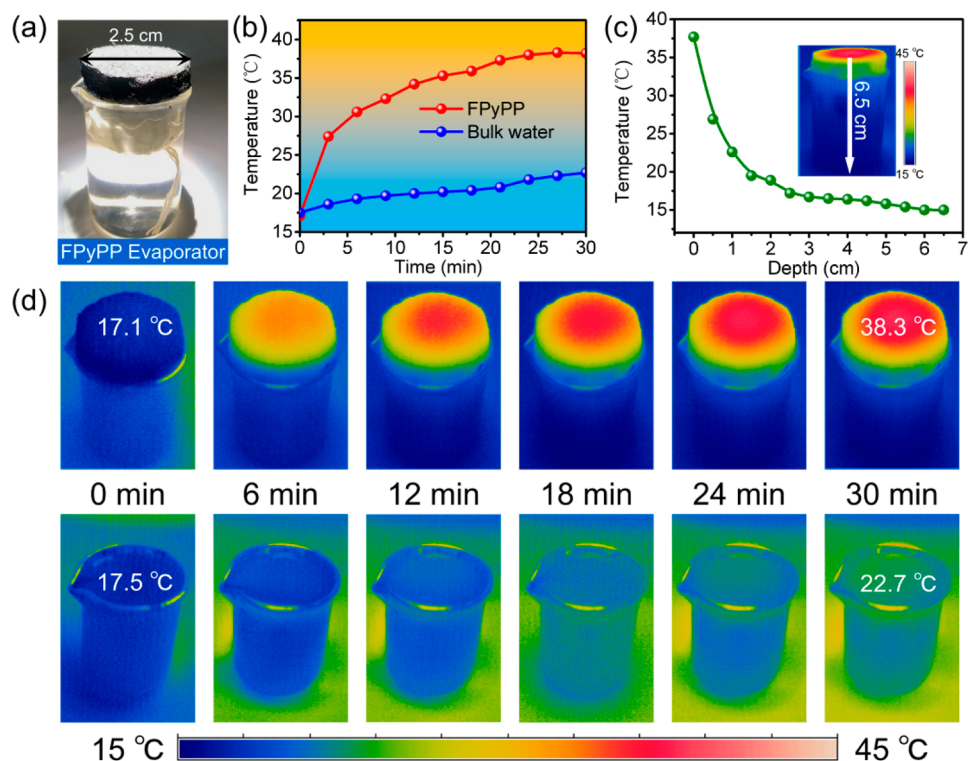 (a)
2.5 cm
FPyPP Evaporator
(b)
Temperature (℃)
40
35
30
25
20
15
FPyPP
Bulk water
0 5 10 15 20 25 30
Time (min)
(c)
Temperature (℃)
40
35
30
25
20
15
45 ℃
6.5 cm
15 ℃
0 1 2 3 4 5 6 7
Depth (cm)
(d)
17.1 ℃
38.3 ℃
0 min 6 min 12 min 18 min 24 min 30 min
17.5 ℃
22.7 ℃
15 ℃ 45 ℃